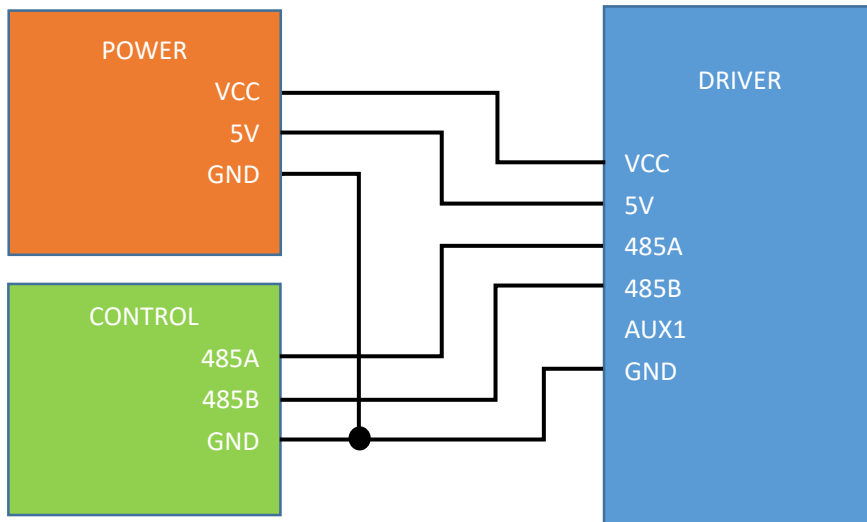 POWER
VCC
5V
GND
CONTROL
485A
485B
GND
DRIVER
VCC
5V
485A
485B
AUX1
GND